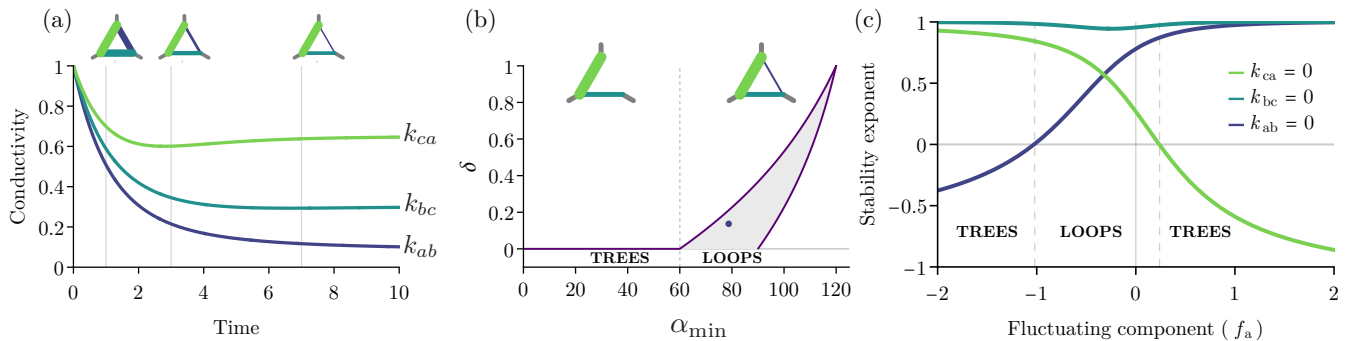 (a)
Conductivity
1
0.8
0.6
0.4
0.2
0
0 2 4 6 8 10
Time
k_ca
k_bc
k_ab
(b)
δ
1
0.8
0.6
0.4
0.2
0
TREES LOOPS
0 20 40 60 80 100 120
α_min
(c)
Stability exponent
1
0.5
0
−0.5
−1
k_ca = 0
k_bc = 0
k_ab = 0
TREES LOOPS TREES
−2 −1 0 1 2
Fluctuating component ( f_a)